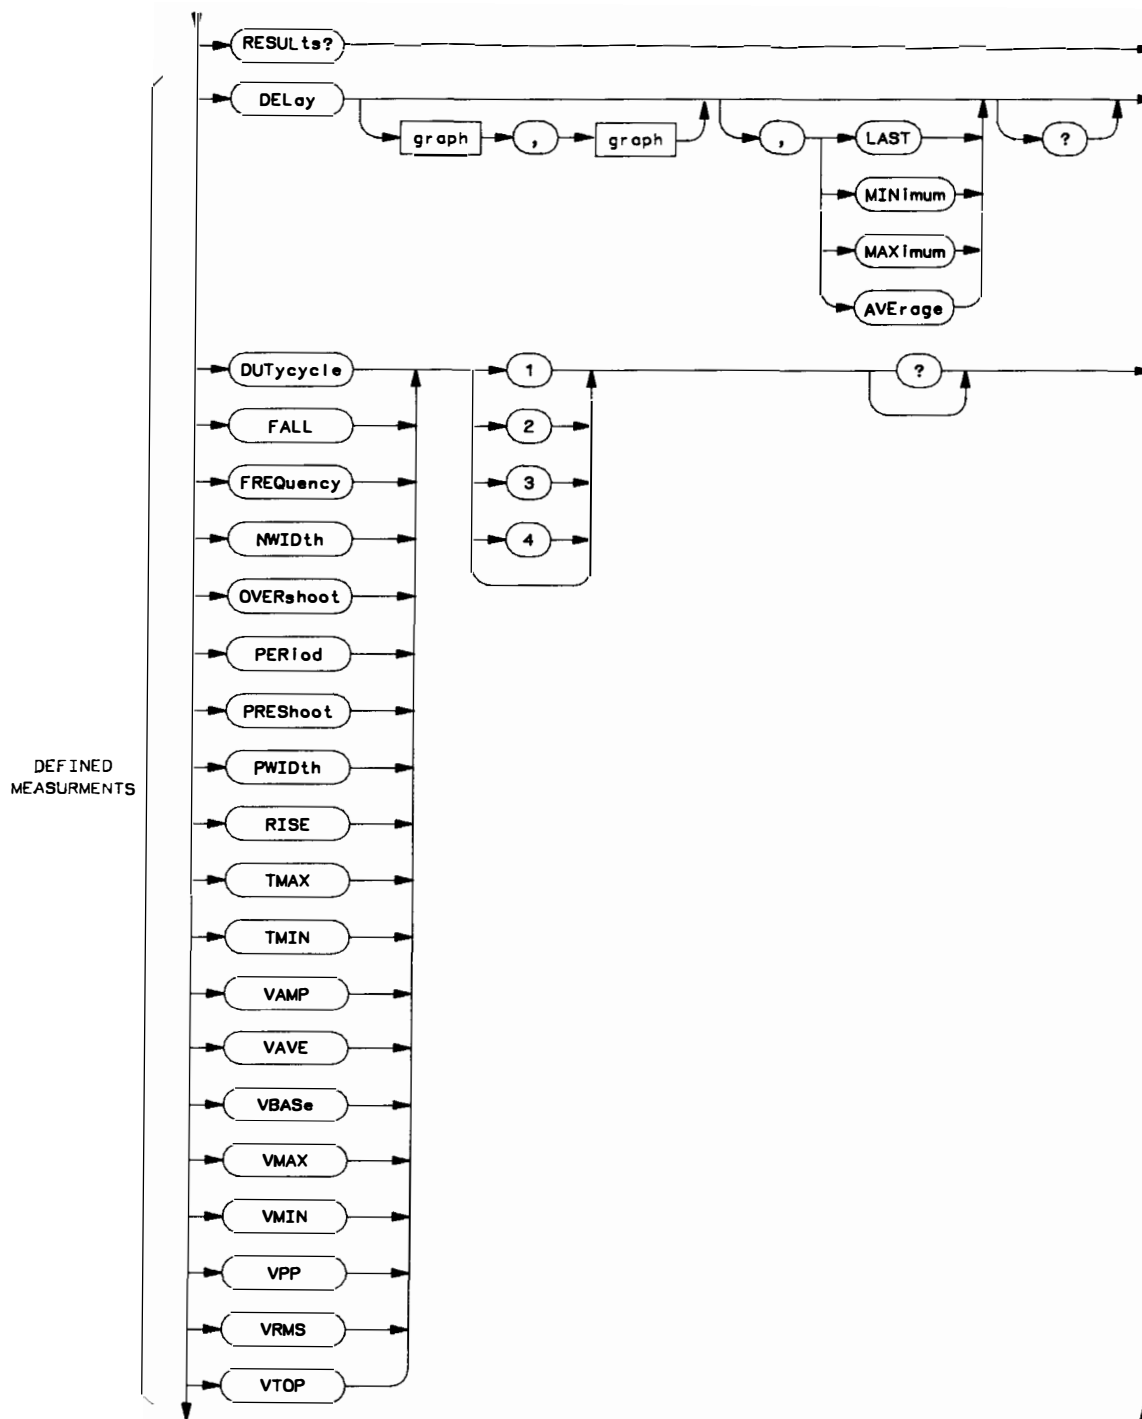 RESULts?
DELay
graph , graph , LAST ?
MINimum
MAXimum
AVErage
DUTycycle 1 ?
FALL 2
FREQuency 3
NWIDth 4
OVERshoot
PERiod
PREShoot
PWIDth
DEFINED
MEASURMENTS
RISE
TMAX
TMIN
VAMP
VAVE
VBASe
VMAX
VMIN
VPP
VRMS
VTOP